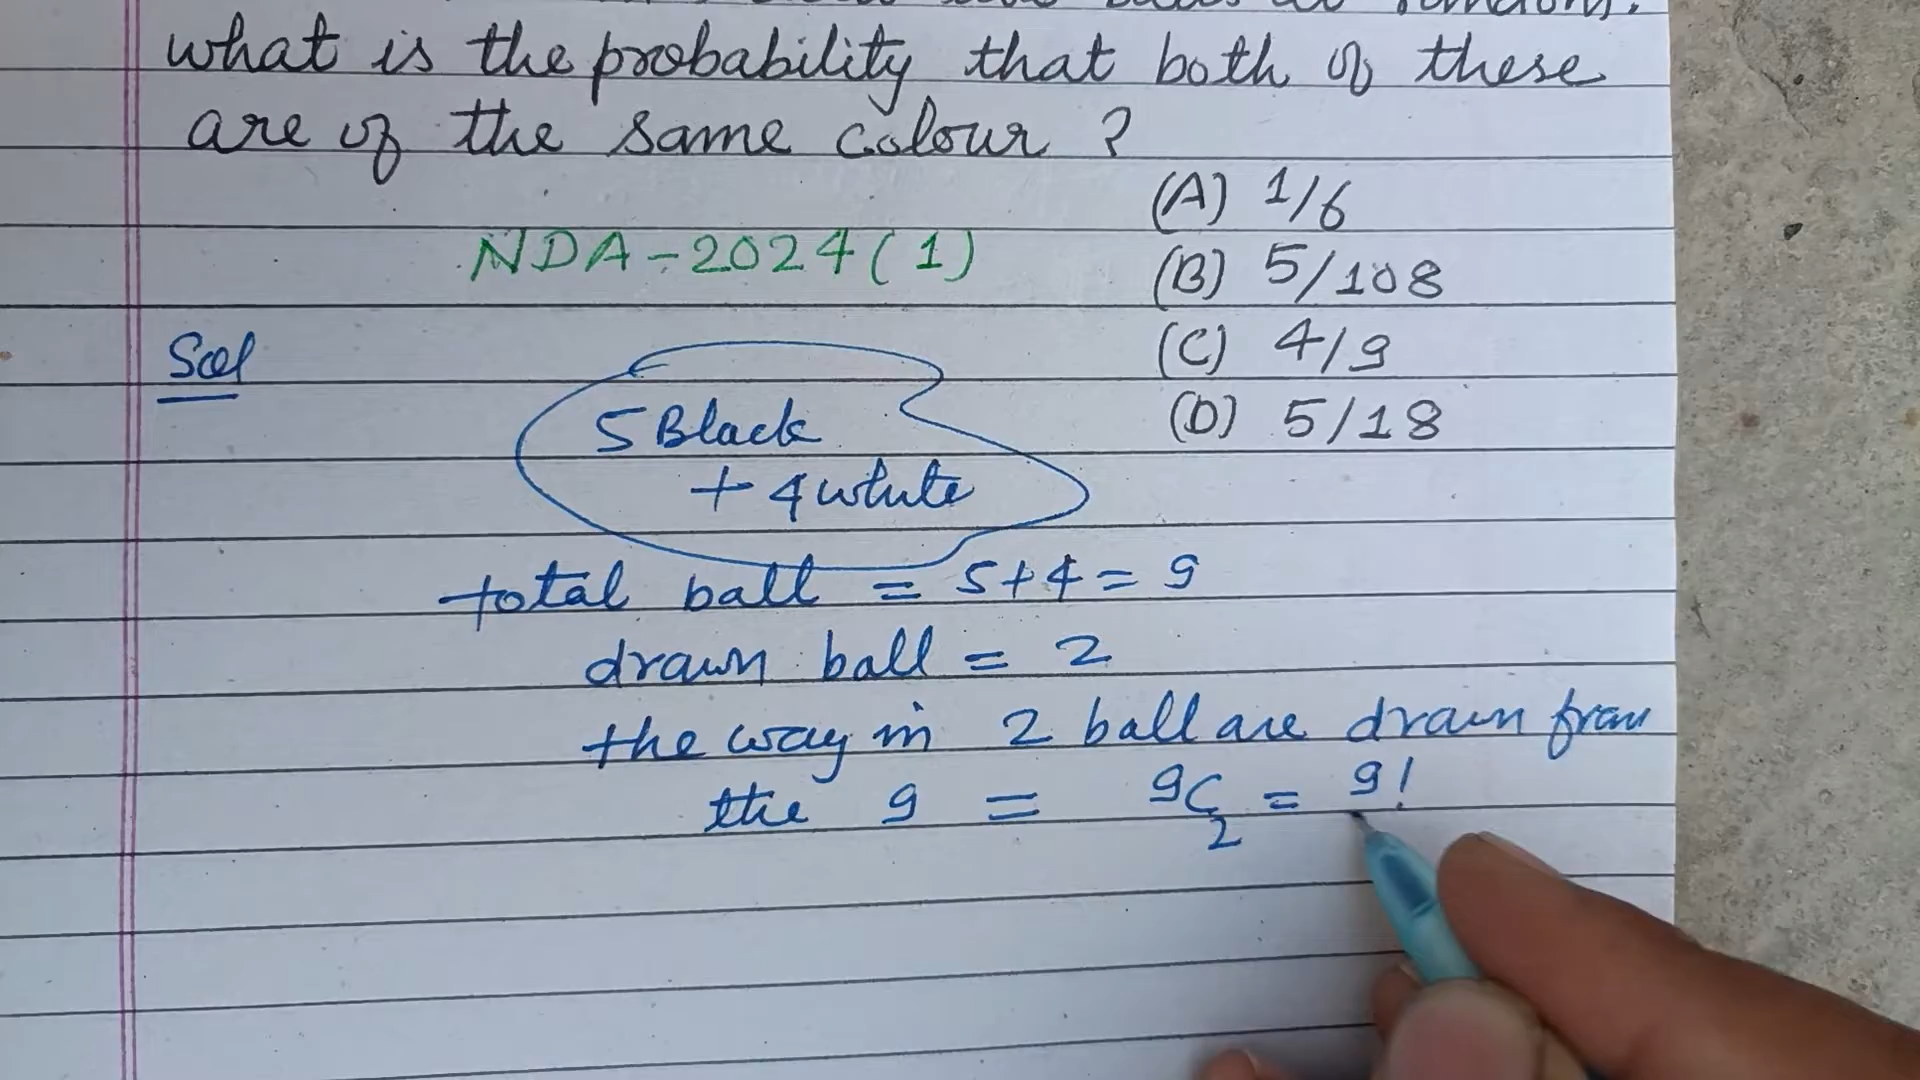 random.
what is the probability that both of these
are of the same colour ?
(A) 1/6
NDA-2024(1)
(B) 5/108
(C) 4/9
Sol
(D) 5/18
5 Black
+ 4 white
total ball = 5+4 = 9
drawn ball = 2
the way in 2 ball are drawn from
the 9 = 9C2 = 9!